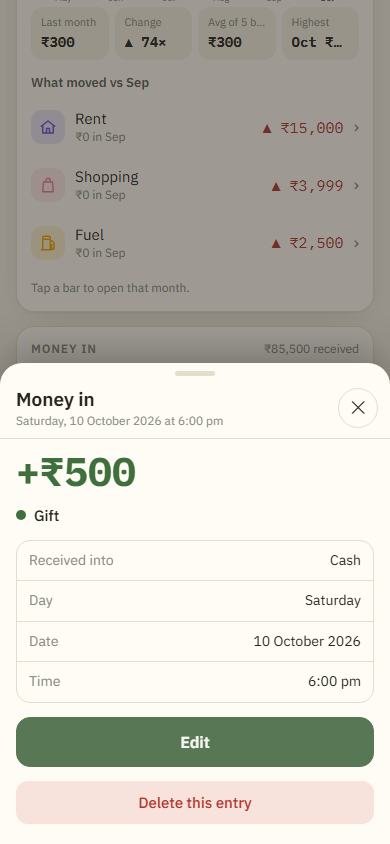 Last month
Change
Avg of 5 b…
Highest
₹300
▲ 74×
₹300
Oct ₹…
What moved vs Sep
Rent
₹0 in Sep
▲ ₹15,000 ›
Shopping
₹0 in Sep
▲ ₹3,999 ›
Fuel
₹0 in Sep
▲ ₹2,500 ›
Tap a bar to open that month.
MONEY IN
₹85,500 received
Money in
Saturday, 10 October 2026 at 6:00 pm
+₹500
Gift
Received into
Cash
Day
Saturday
Date
10 October 2026
Time
6:00 pm
Edit
Delete this entry